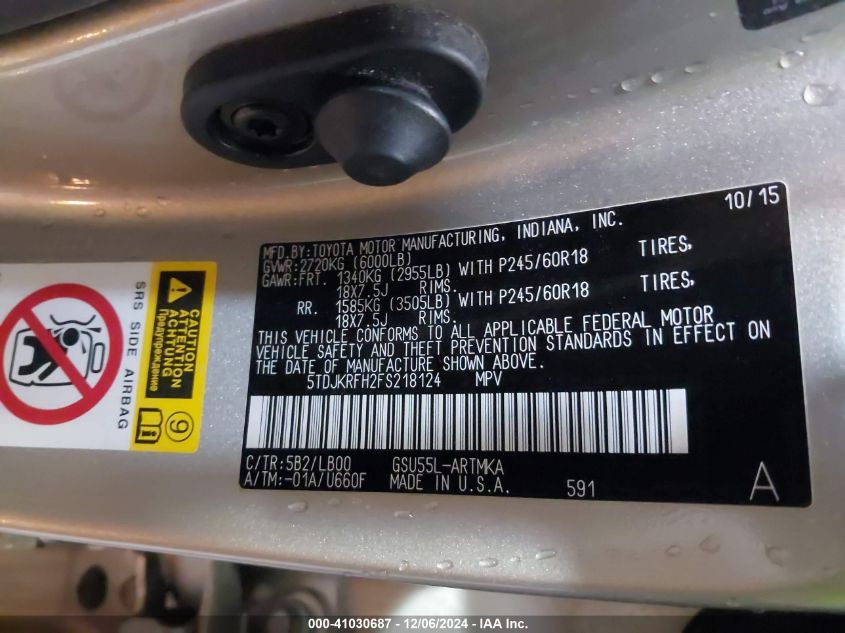 10/15
MFD.BY:TOYOTA MOTOR MANUFACTURING, INDIANA, INC.
GVWR:2720KG (6000LB)
GAWR:FRT. 1340KG (2955LB) WITH P245/60R18 TIRES,
18X7.5J RIMS.
RR. 1585KG (3505LB) WITH P245/60R18 TIRES,
18X7.5J RIMS.
THIS VEHICLE CONFORMS TO ALL APPLICABLE FEDERAL MOTOR
VEHICLE SAFETY AND THEFT PREVENTION STANDARDS IN EFFECT ON
THE DATE OF MANUFACTURE SHOWN ABOVE.
5TDJKRFH2FS218124 MPV
C/TR:5B2/LB00 GSU55L-ARTMKA
A/TM:-01A/U660F MADE IN U.S.A. 591 A
SRS SIDE AIRBAG
CAUTION
ATTENTION
ACHTUNG
Предупреждение
9
000-41030687 - 12/06/2024 - IAA Inc.